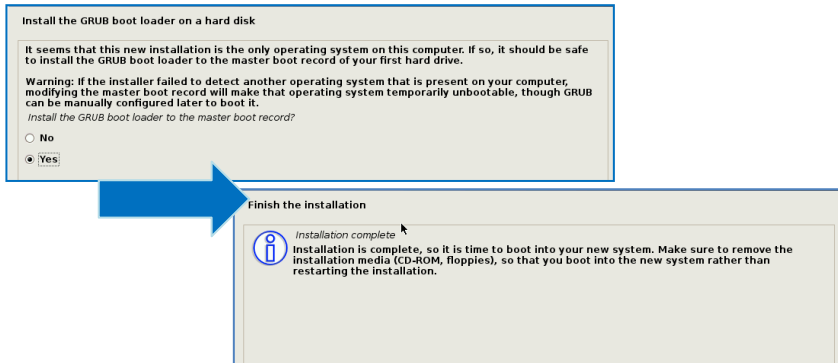 Install the GRUB boot loader on a hard disk
It seems that this new installation is the only operating system on this computer. If so, it should be safe
to install the GRUB boot loader to the master boot record of your first hard drive.
Warning: If the installer failed to detect another operating system that is present on your computer,
modifying the master boot record will make that operating system temporarily unbootable, though GRUB
can be manually configured later to boot it.
Install the GRUB boot loader to the master boot record?
No
Yes
Finish the installation
Installation complete
Installation is complete, so it is time to boot into your new system. Make sure to remove the
installation media (CD-ROM, floppies), so that you boot into the new system rather than
restarting the installation.